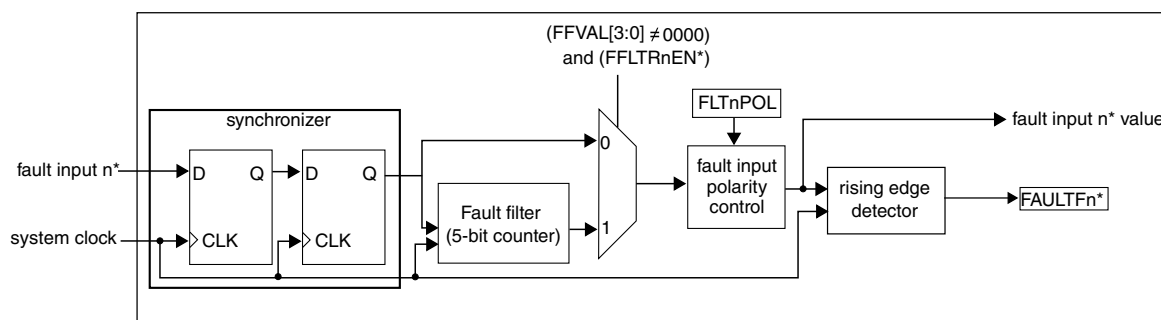 (FFVAL[3:0] ≠ 0000)
and (FFLTRnEN*)
synchronizer
FLTnPOL
fault input n* value
fault input n*
D Q
D Q
0
fault input
polarity
control
rising edge
detector
FAULTFn*
Fault filter
(5-bit counter)
1
system clock
CLK
CLK